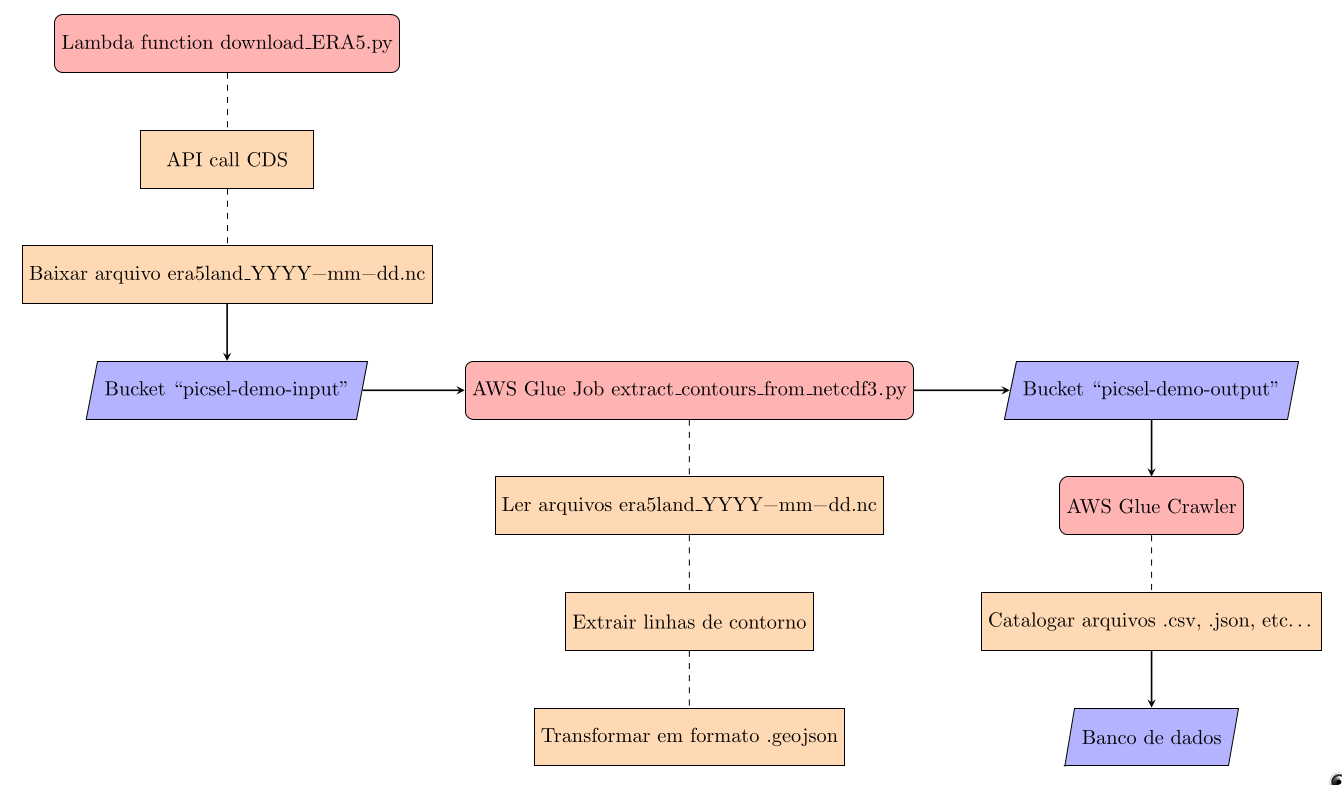 Lambda function download_ERA5.py
API call CDS
Baixar arquivo era5land_YYYY−mm−dd.nc
Bucket “picsel-demo-input”
AWS Glue Job extract_contours_from_netcdf3.py
Bucket “picsel-demo-output”
Ler arquivos era5land_YYYY−mm−dd.nc
AWS Glue Crawler
Extrair linhas de contorno
Catalogar arquivos .csv, .json, etc...
Transformar em formato .geojson
Banco de dados